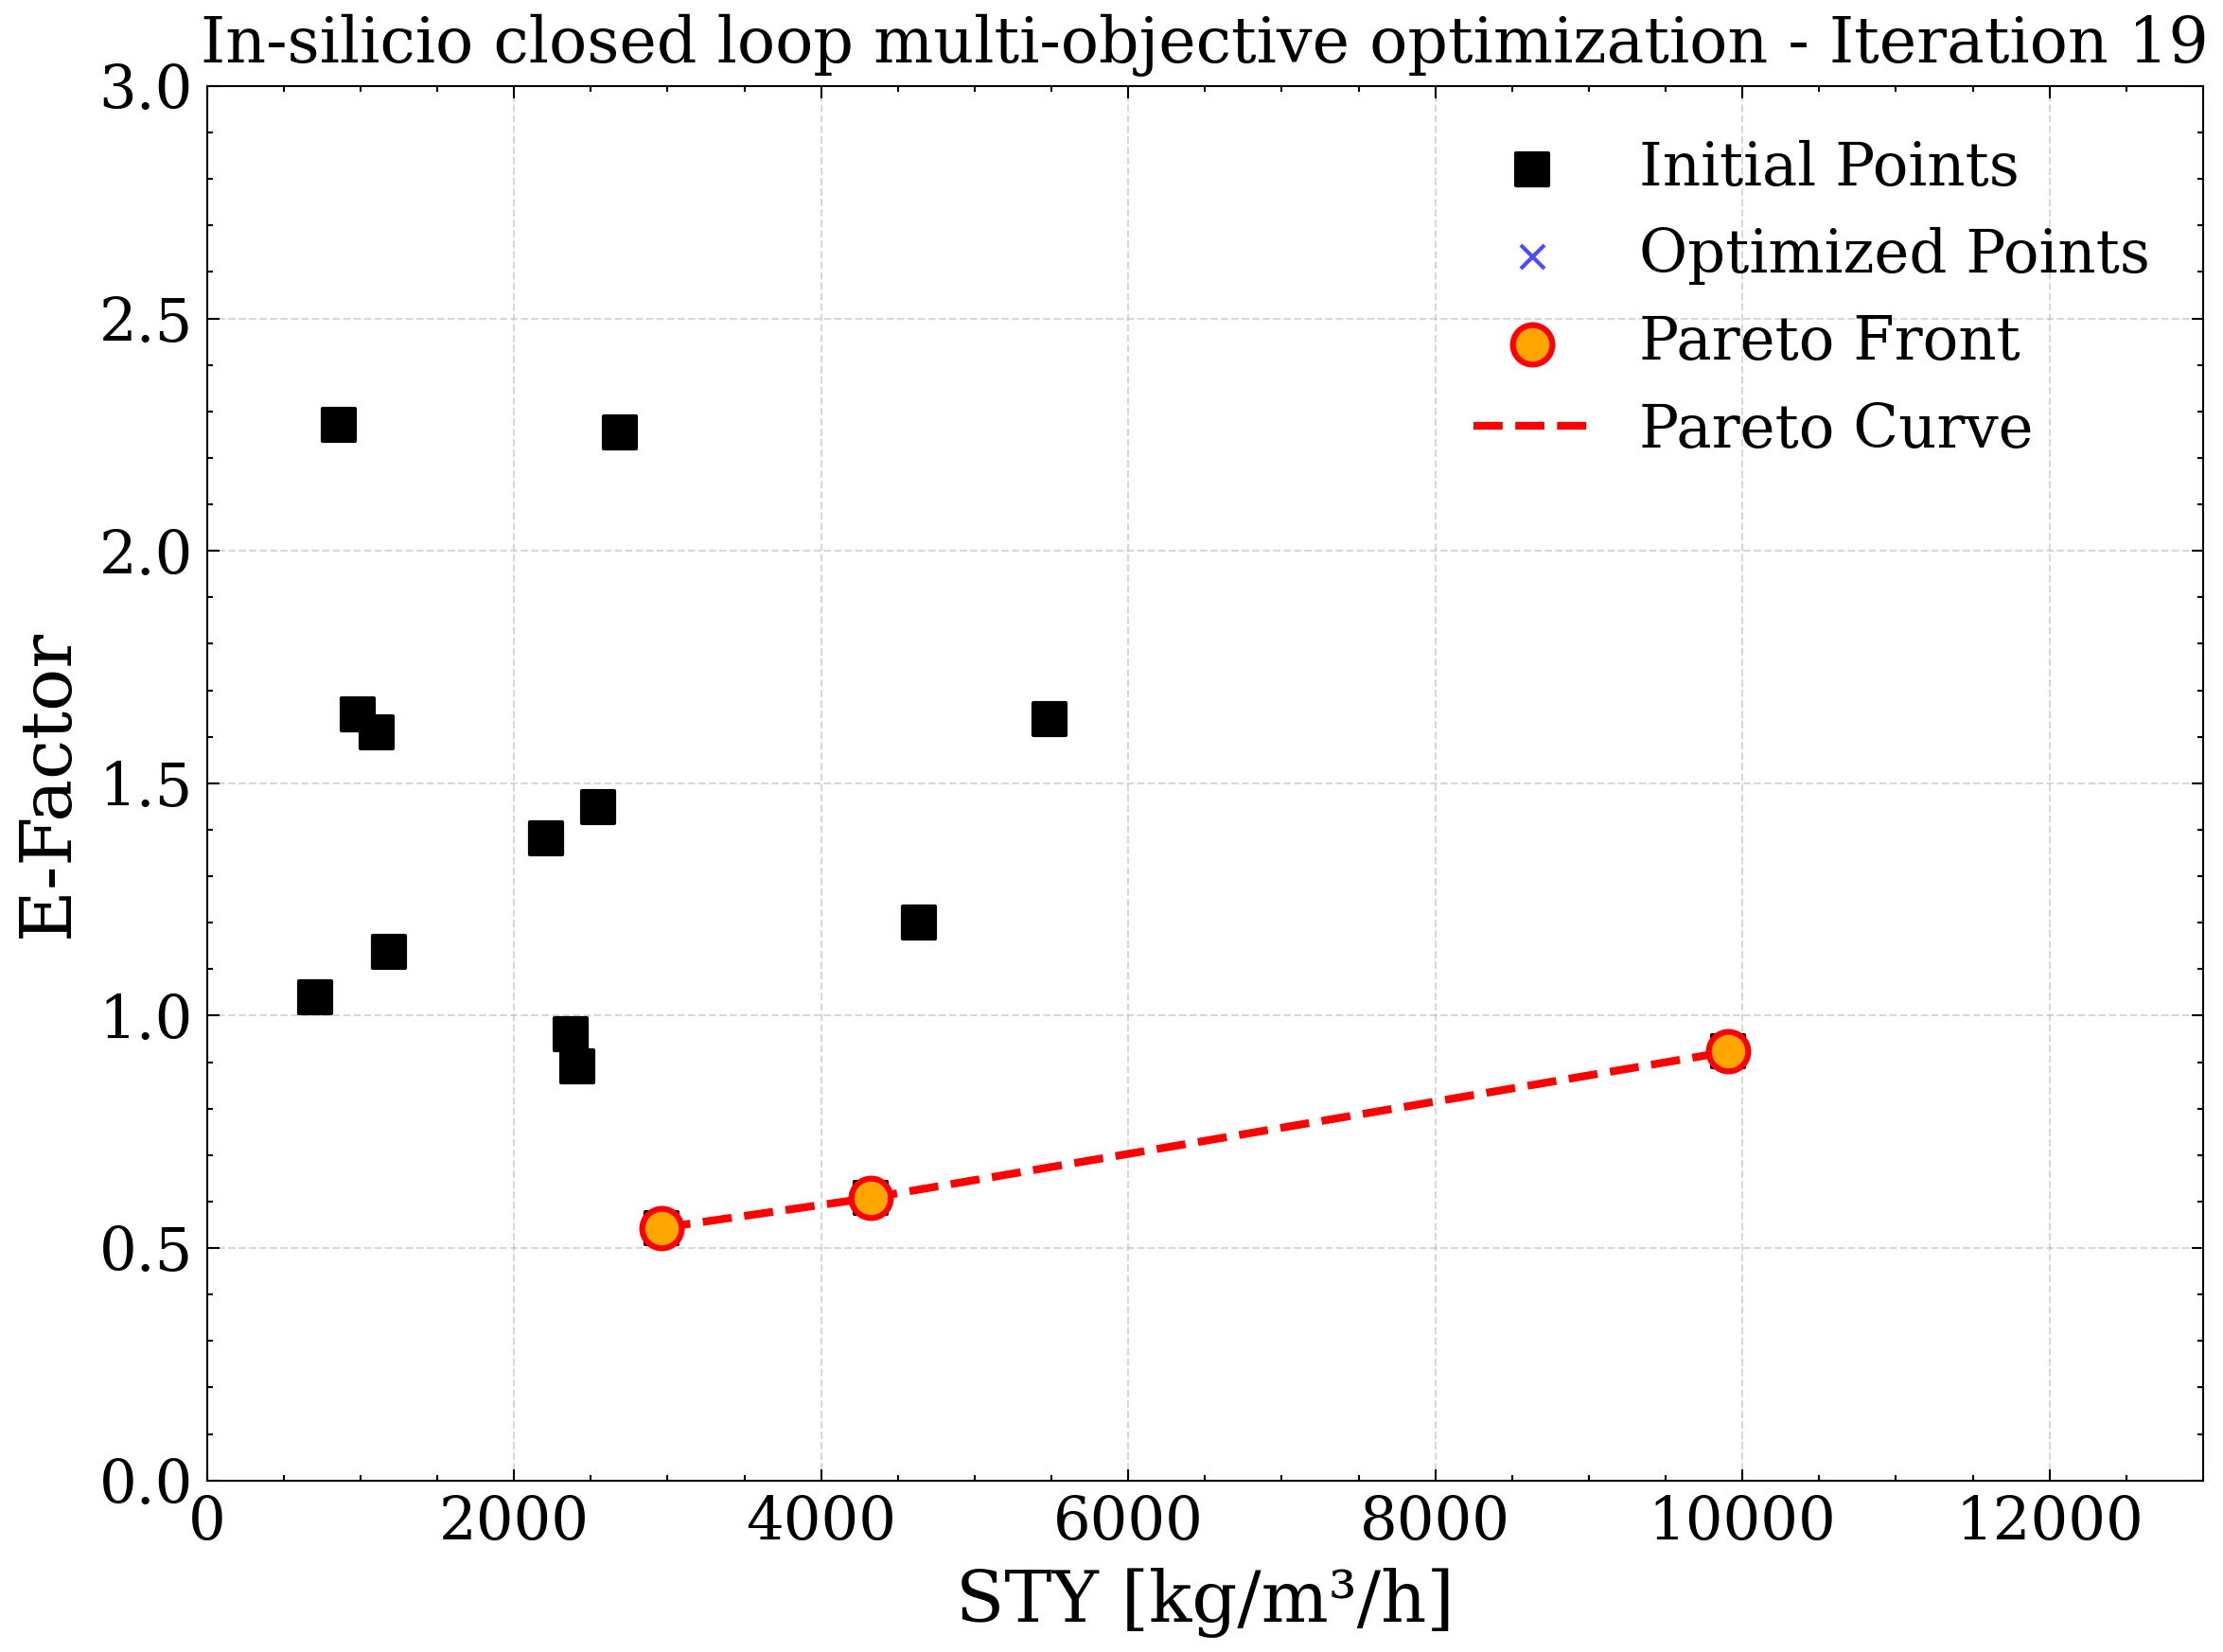 In-silicio closed loop multi-objective optimization - Iteration 19
3.0
2.5
2.0
1.5
1.0
0.5
0.0
E-Factor
Initial Points
Optimized Points
Pareto Front
Pareto Curve
0 2000 4000 6000 8000 10000 12000
STY [kg/m³/h]